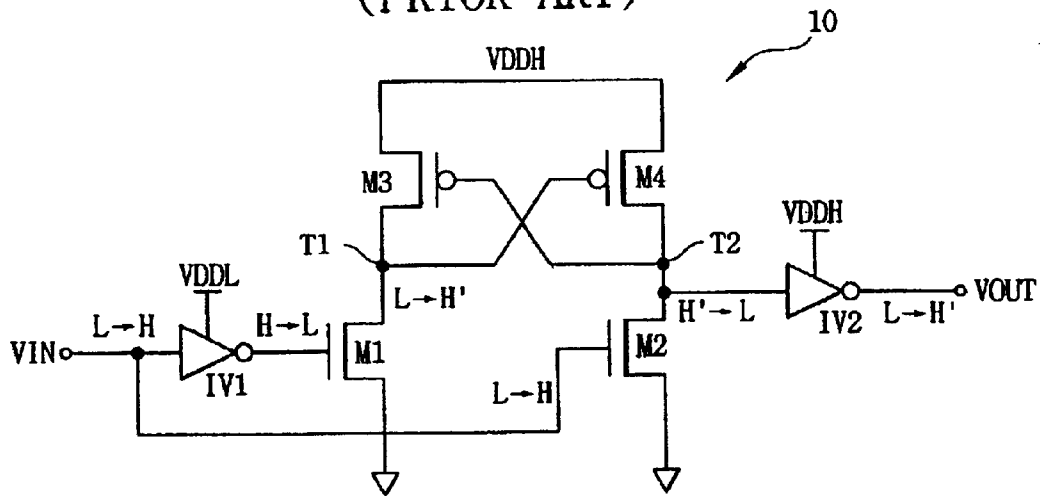 (PRIOR ART)
10
VDDH
M3
M4
VDDH
T1
T2
VDDL
L→H'
H'→L
L→H'
VOUT
L→H
H→L
IV2
VIN
M1
M2
IV1
L→H